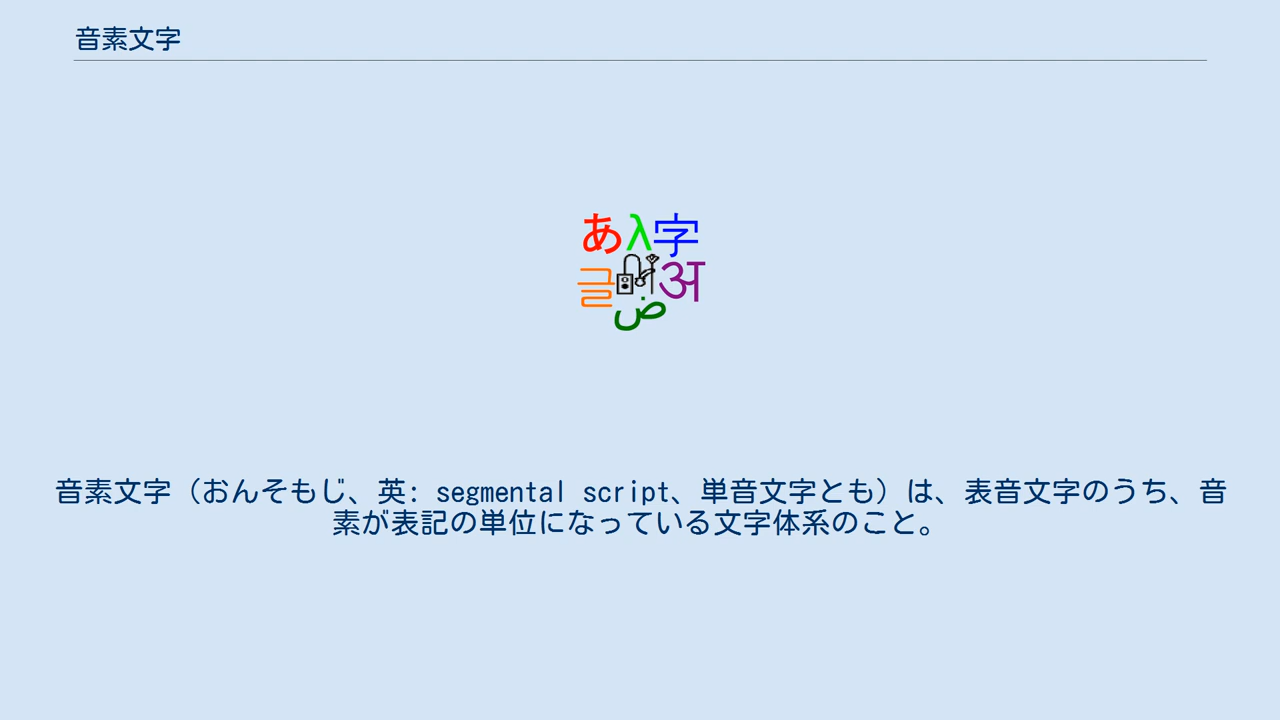 音素文字
あλ字
글अ
ض
音素文字（おんそもじ、英: segmental script、単音文字とも）は、表音文字のうち、音
素が表記の単位になっている文字体系のこと。